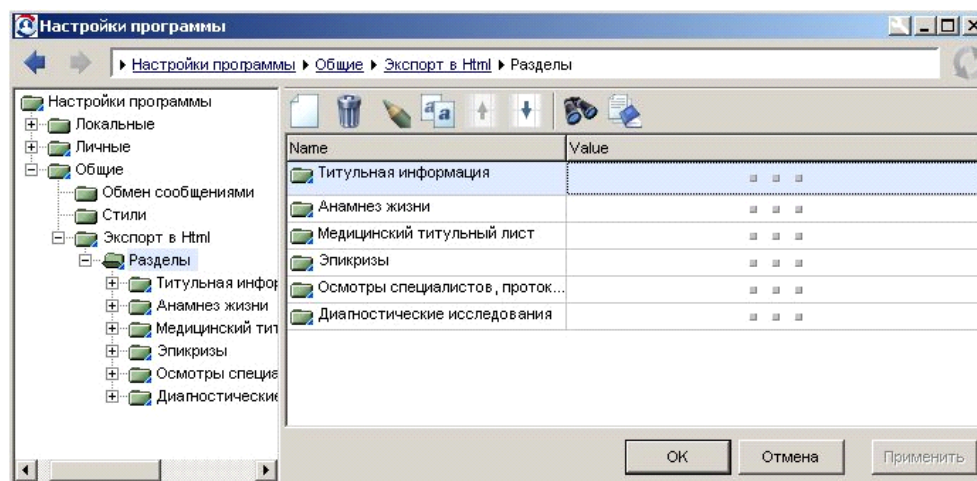 Настройки программы
Настройки программы Общие Экспорт в Html Разделы
Настройки программы
Локальные
Личные
Общие
Обмен сообщениями
Стили
Экспорт в Html
Разделы
Титульная инфор
Анамнез жизни
Медицинский тит
Эпикризы
Осмотры специа
Диагностически
Name Value
Титульная информация
Анамнез жизни
Медицинский титульный лист
Эпикризы
Осмотры специалистов, проток...
Диагностические исследования
OK Отмена Применить